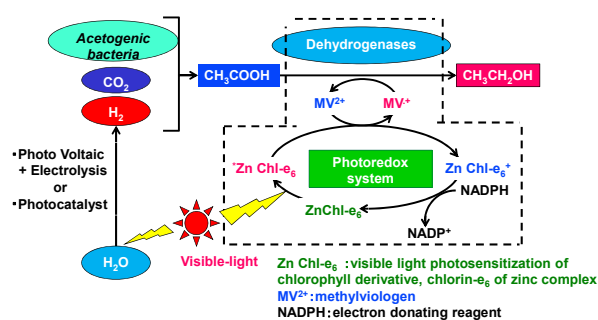 Acetogenic
bacteria
CO₂
H₂
CH₃COOH
Dehydrogenases
CH₃CH₂OH
MV²⁺
MV·⁺
・Photo Voltaic
+ Electrolysis
or
・Photocatalyst
*Zn Chl-e₆
Photoredox
system
Zn Chl-e₆⁺
NADPH
ZnChl-e₆
NADP⁺
H₂O
Visible-light
Zn Chl-e₆ :visible light photosensitization of
chlorophyll derivative, chlorin-e₆ of zinc complex
MV²⁺:methylviologen
NADPH:electron donating reagent